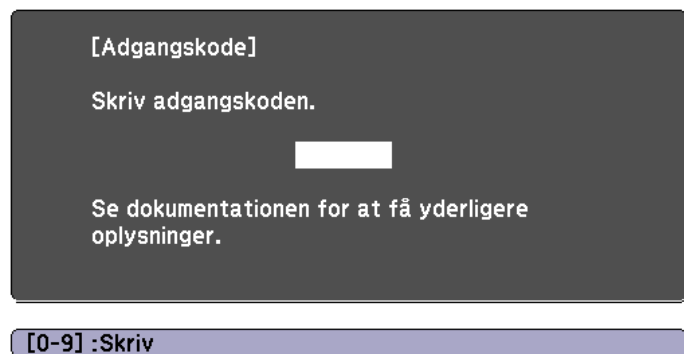 [Adgangskode]
Skriv adgangskoden.
Se dokumentationen for at få yderligere
oplysninger.
[0-9] :Skriv